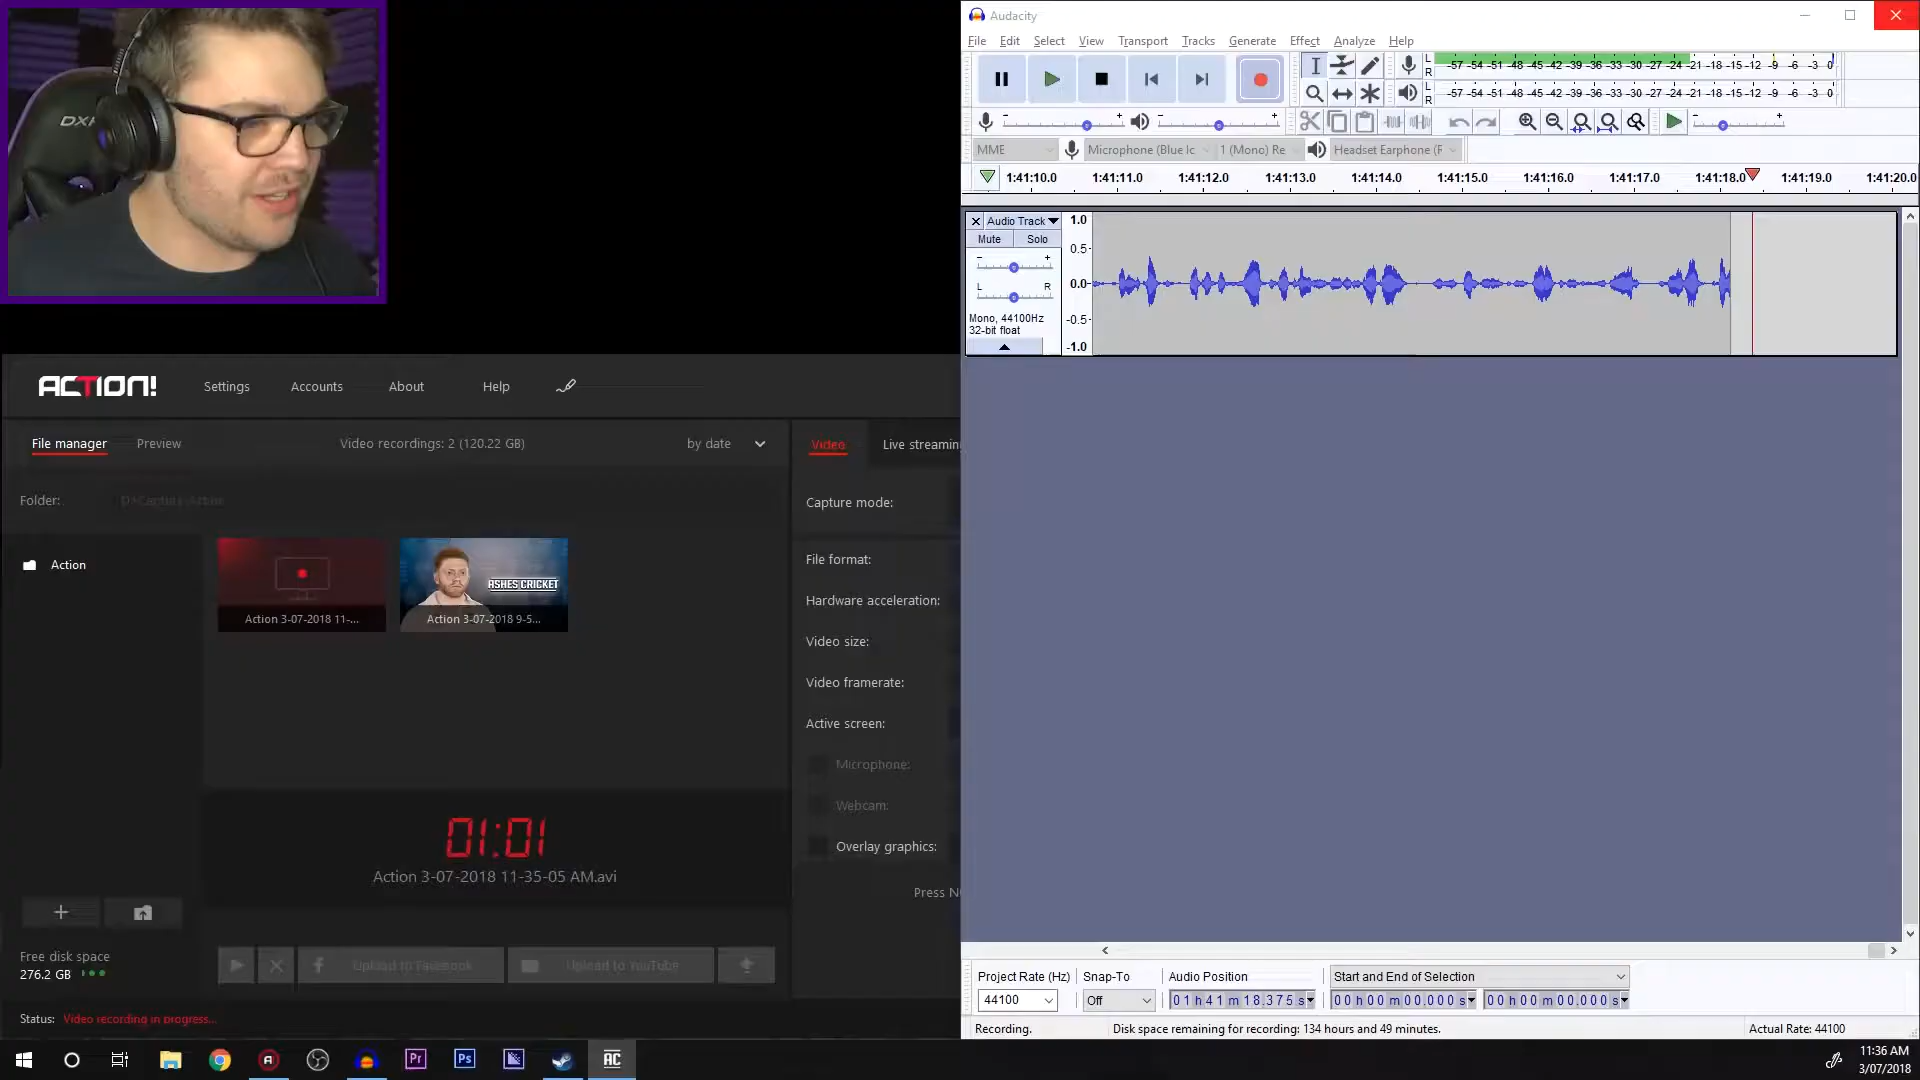 Audacity
File Edit Select View Transport Tracks Generate Effect Analyze Help
L
R
-57 -54 -51 -48 -45 -42 -39 -36 -33 -30 -27 -24 -21 -18 -15 -12 -9 -6 -3 0
L
R
-57 -54 -51 -48 -45 -42 -39 -36 -33 -30 -27 -24 -21 -18 -15 -12 -9 -6 -3 0
MME Microphone (Blue Ic 1 (Mono) Re Headset Earphone (F
1:41:10.0 1:41:11.0 1:41:12.0 1:41:13.0 1:41:14.0 1:41:15.0 1:41:16.0 1:41:17.0 1:41:18.0 1:41:19.0 1:41:20.0
Audio Track
Mute Solo
- +
L R
Mono, 44100Hz
32-bit float
1.0
0.5
0.0
-0.5
-1.0
ACTION! Settings Accounts About Help
File manager Preview Video recordings: 2 (120.22 GB) by date
Video Live streamin
Folder: D:\Capture\Action
Action
ASHES CRICKET
Action 3-07-2018 11-...
Action 3-07-2018 9-5...
Capture mode:
File format:
Hardware acceleration:
Video size:
Video framerate:
Active screen:
Microphone:
Webcam:
Overlay graphics:
Press N
01:01
Action 3-07-2018 11-35-05 AM.avi
Free disk space
276.2 GB
Upload to Facebook Upload to YouTube
Status: Video recording in progress...
Project Rate (Hz) Snap-To Audio Position Start and End of Selection
44100 Off 01 h 41 m 18.375 s 00 h 00 m 00.000 s 00 h 00 m 00.000 s
Recording. Disk space remaining for recording: 134 hours and 49 minutes. Actual Rate: 44100
Pr Ps AC
11:36 AM
3/07/2018